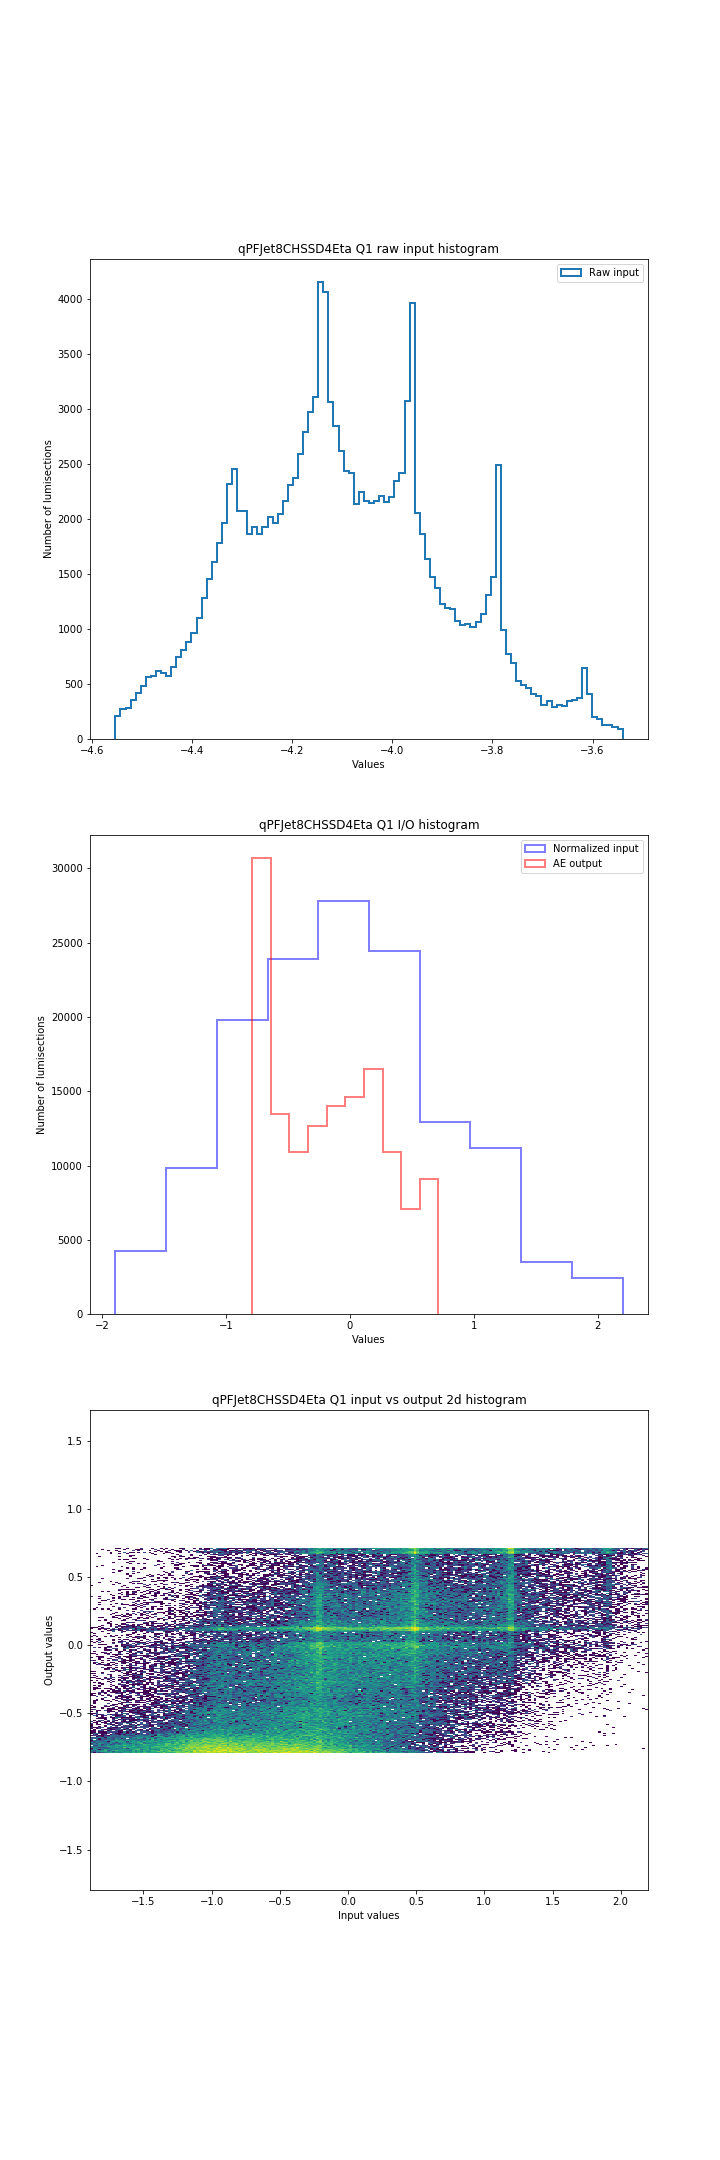 qPFJet8CHSSD4Eta Q1 raw input histogram
Raw input
4000
3500
3000
2500
2000
1500
1000
500
0
Number of lumisections
−4.6 −4.4 −4.2 −4.0 −3.8 −3.6
Values
qPFJet8CHSSD4Eta Q1 I/O histogram
Normalized input
AE output
30000
25000
20000
15000
10000
5000
0
Number of lumisections
−2 −1 0 1 2
Values
qPFJet8CHSSD4Eta Q1 input vs output 2d histogram
1.5
1.0
0.5
0.0
−0.5
−1.0
−1.5
Output values
−1.5 −1.0 −0.5 0.0 0.5 1.0 1.5 2.0
Input values